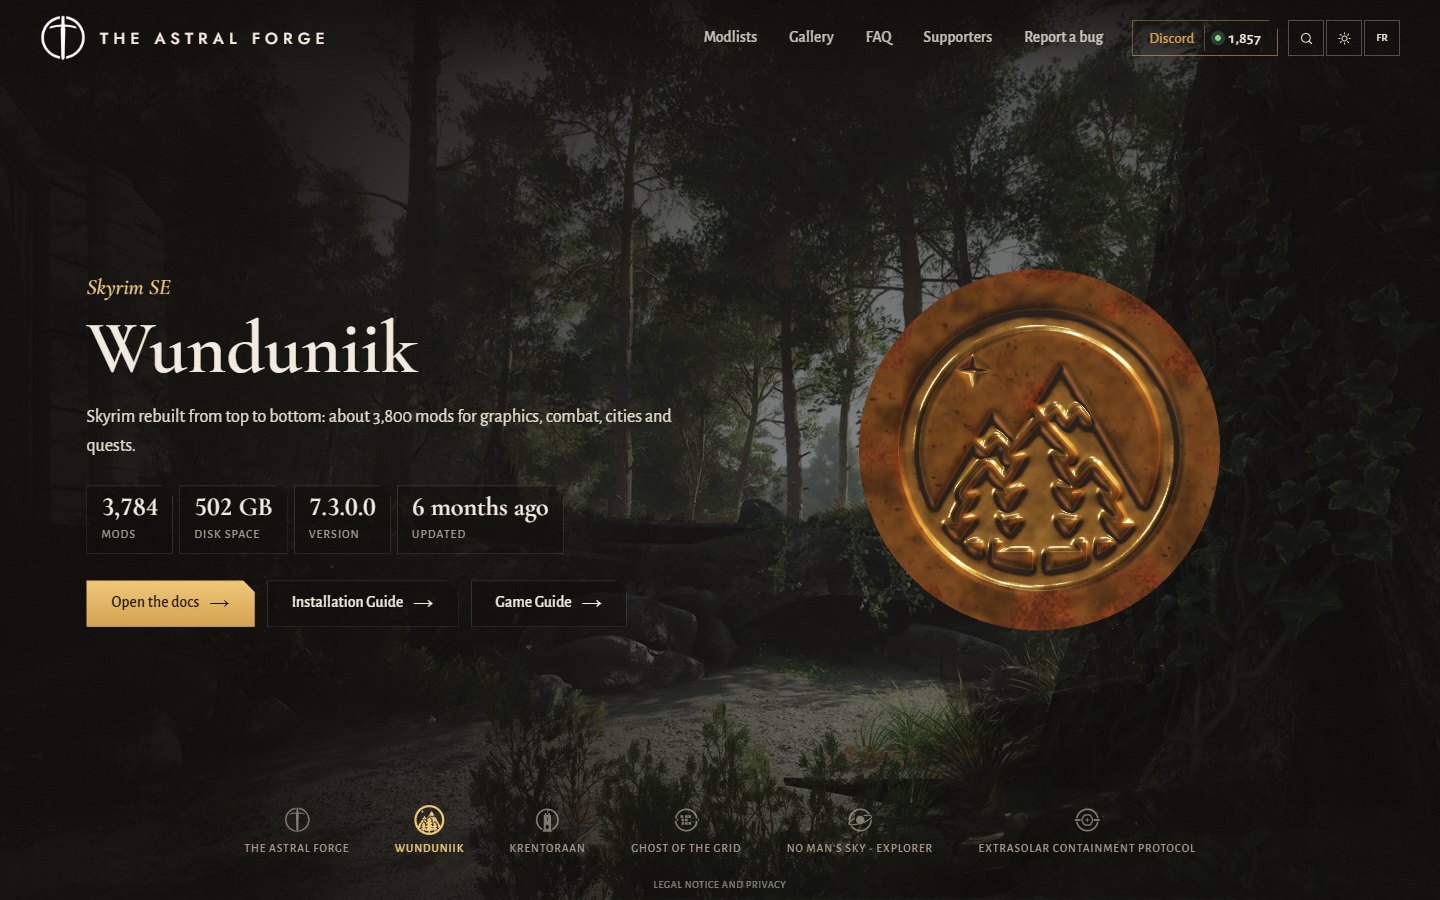 THE ASTRAL FORGE
Modlists
Gallery
FAQ
Supporters
Report a bug
Discord
1,857
FR
Skyrim SE
Wunduniik
Skyrim rebuilt from top to bottom: about 3,800 mods for graphics, combat, cities and
quests.
3,784
MODS
502 GB
DISK SPACE
7.3.0.0
VERSION
6 months ago
UPDATED
Open the docs
Installation Guide
Game Guide
THE ASTRAL FORGE
WUNDUNIIK
KRENTORAAN
GHOST OF THE GRID
NO MAN'S SKY - EXPLORER
EXTRASOLAR CONTAINMENT PROTOCOL
LEGAL NOTICE AND PRIVACY